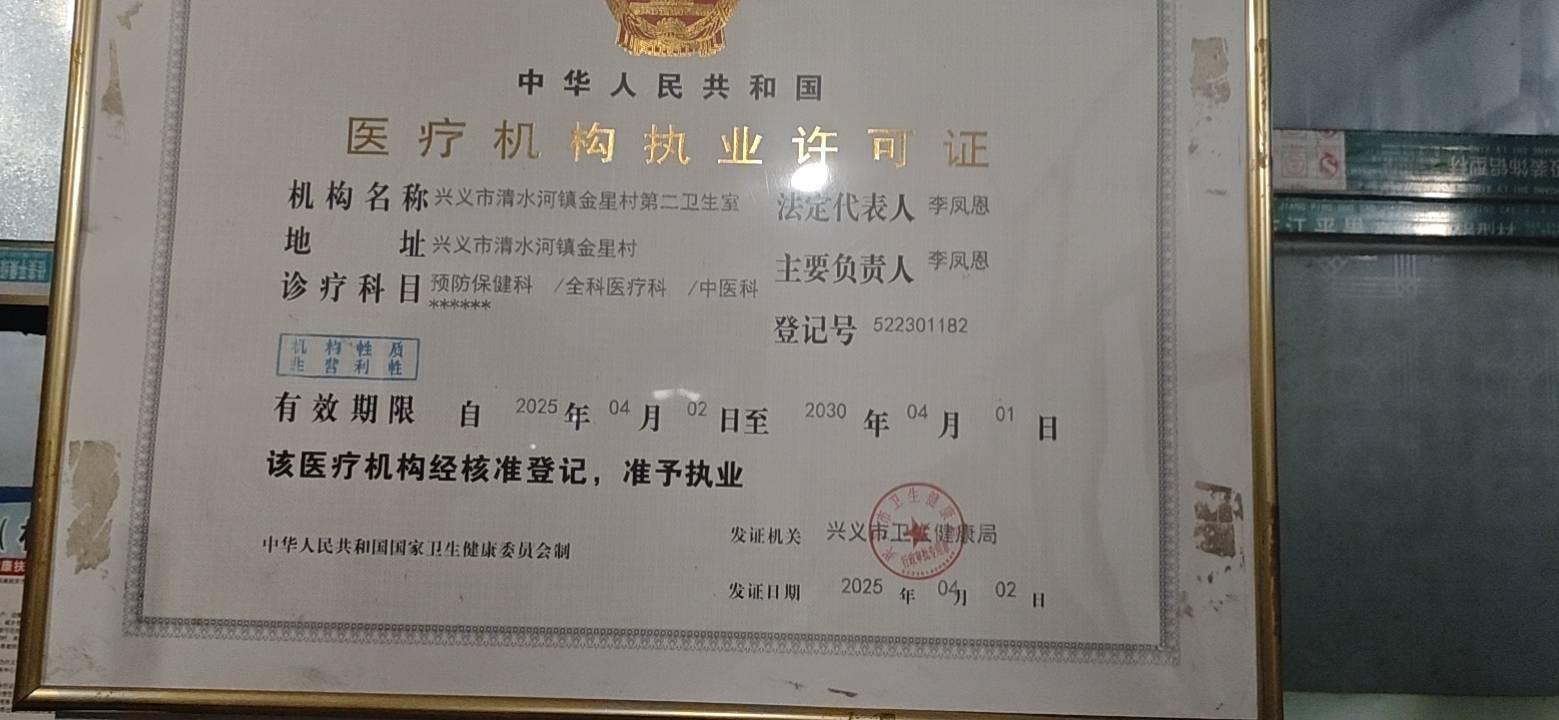 中华人民共和国
医疗机构执业许可证
机构名称 兴义市清水河镇金星村第二卫生室
法定代表人 李凤恩
地址 兴义市清水河镇金星村
主要负责人 李凤恩
诊疗科目 预防保健科 /全科医疗科 /中医科
******
登记号 522301182
机构性质
非营利性
有效期限 自 2025 年 04 月 02 日至 2030 年 04 月 01 日
该医疗机构经核准登记，准予执业
中华人民共和国国家卫生健康委员会制
发证机关 兴义市卫生健康局
行政审批专用章
发证日期 2025 年 04 月 02 日